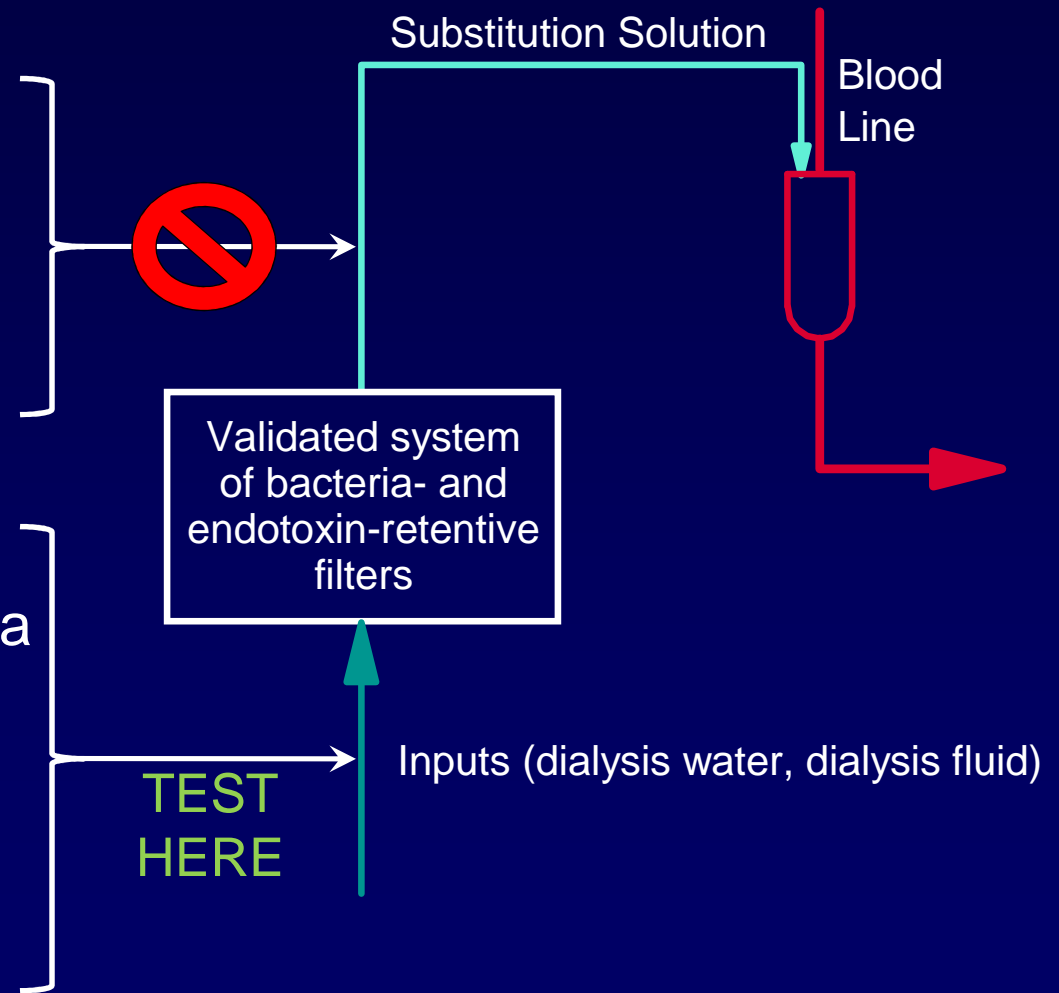 Substitution Solution
Blood
Line
Validated system
of bacteria- and
endotoxin-retentive
filters
a
Inputs (dialysis water, dialysis fluid)
TEST
HERE